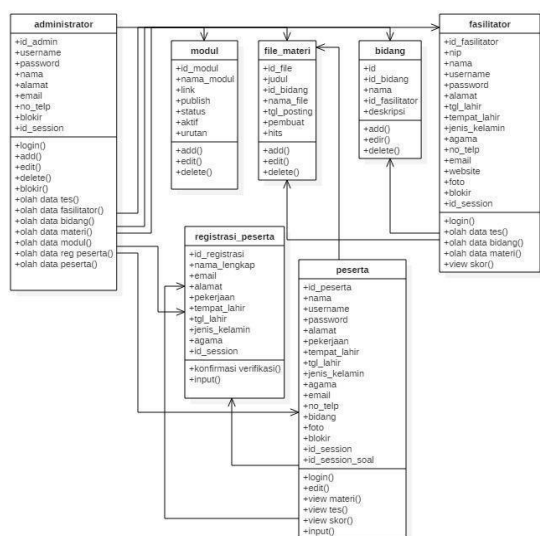 administrator
+id_admin
+username
+password
+nama
+alamat
+email
+no_telp
+blokir
+id_session
+login()
+add()
+edit()
+delete()
+blokir()
+olah data tes()
+olah data fasilitator()
+olah data bidang()
+olah data materi()
+olah data modul()
+olah data reg peserta()
+olah data peserta()
modul
+id_modul
+nama_modul
+link
+publish
+status
+aktif
+urutan
+add()
+edit()
+delete()
file_materi
+id_file
+judul
+id_bidang
+nama_file
+tgl_posting
+pembuat
+hits
+add()
+edit()
+delete()
bidang
+id
+id_bidang
+nama
+id_fasilitator
+deskripsi
+add()
+edir()
+delete()
fasilitator
+id_fasilitator
+nip
+nama
+username
+password
+alamat
+tgl_lahir
+tempat_lahir
+jenis_kelamin
+agama
+no_telp
+email
+website
+foto
+blokir
+id_session
+login()
+olah data tes()
+olah data bidang()
+olah data materi()
+view skor()
registrasi_peserta
+id_registrasi
+nama_lengkap
+email
+alamat
+pekerjaan
+tempat_lahir
+tgl_lahir
+jenis_kelamin
+agama
+id_session
+konfirmasi verifikasi()
+input()
peserta
+id_peserta
+nama
+username
+password
+alamat
+pekerjaan
+tempat_lahir
+tgl_lahir
+jenis_kelamin
+agama
+email
+no_telp
+bidang
+foto
+blokir
+id_session
+id_session_soal
+login()
+edit()
+view materi()
+view tes()
+view skor()
+input()